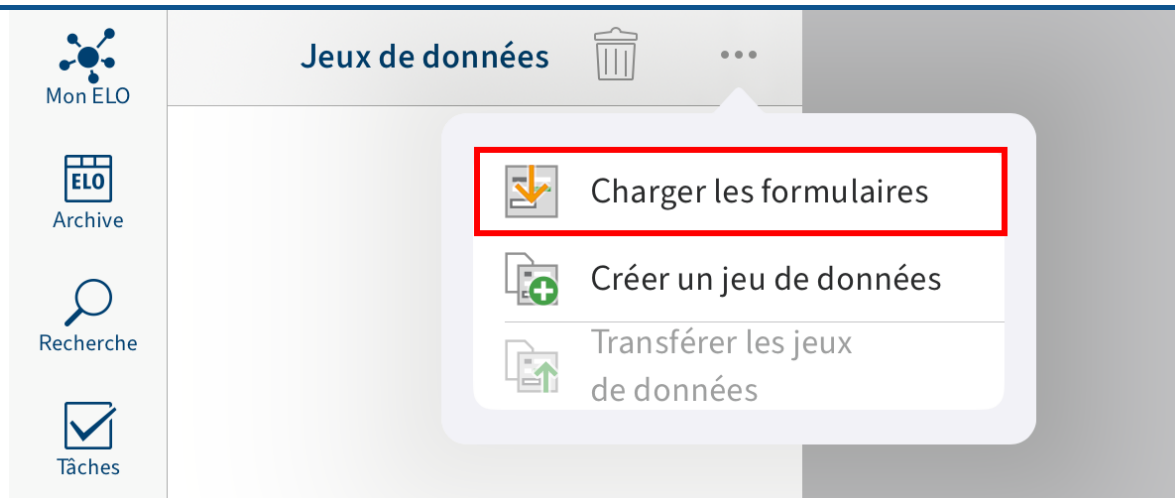 Jeux de données
Mon ELO
ELO
Archive
Recherche
Tâches
Charger les formulaires
Créer un jeu de données
Transférer les jeux
de données